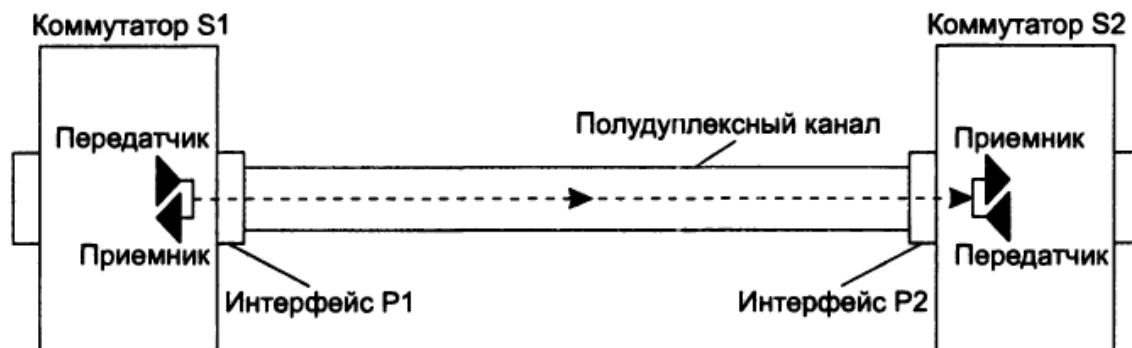 Коммутатор S1
Коммутатор S2
Полудуплексный канал
Передатчик
Приемник
Приемник
Передатчик
Интерфейс P1
Интерфейс P2